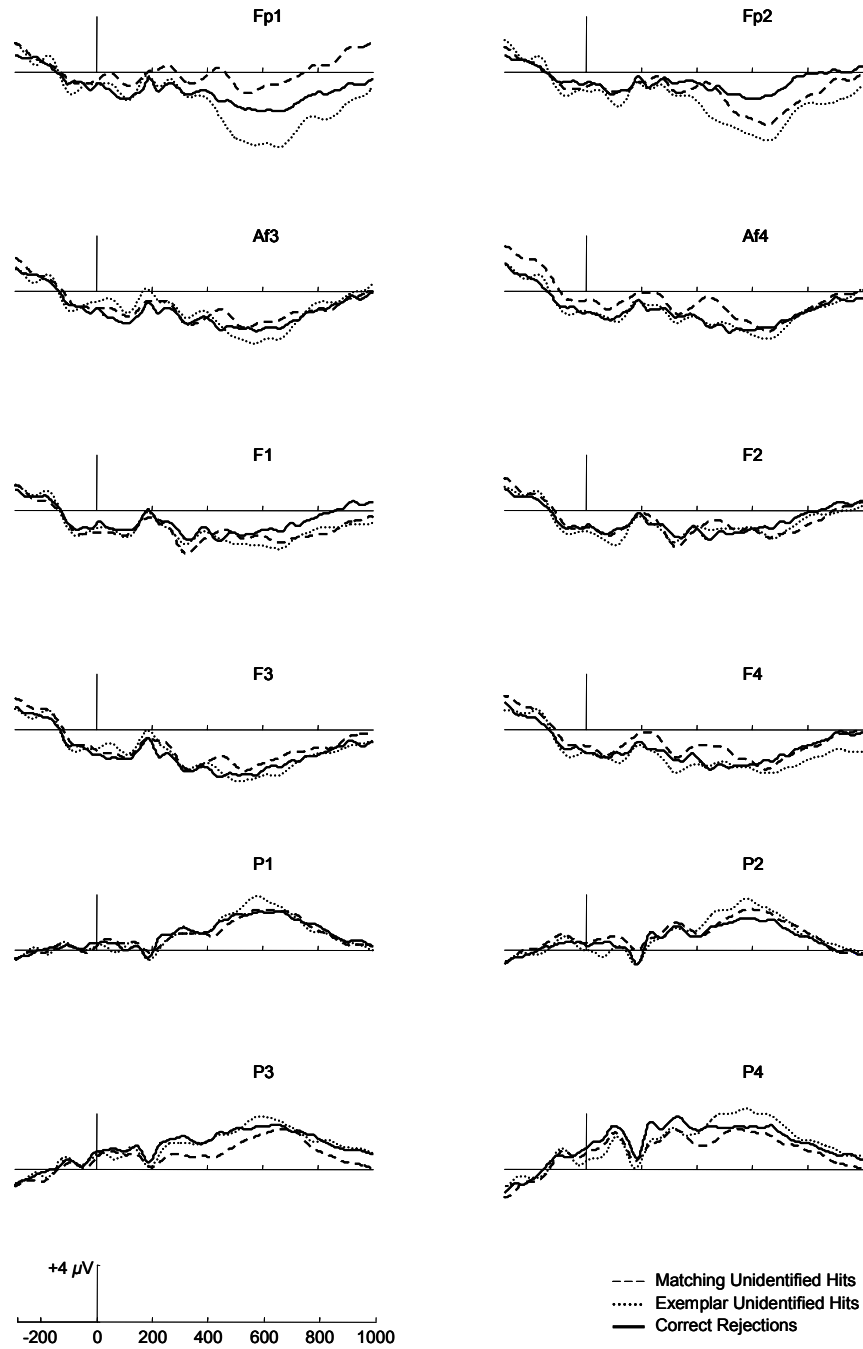 Fp1 Fp2
Af3 Af4
F1 F2
F3 F4
P1 P2
P3 P4
+4 µV
-200 0 200 400 600 800 1000
Matching Unidentified Hits
Exemplar Unidentified Hits
Correct Rejections